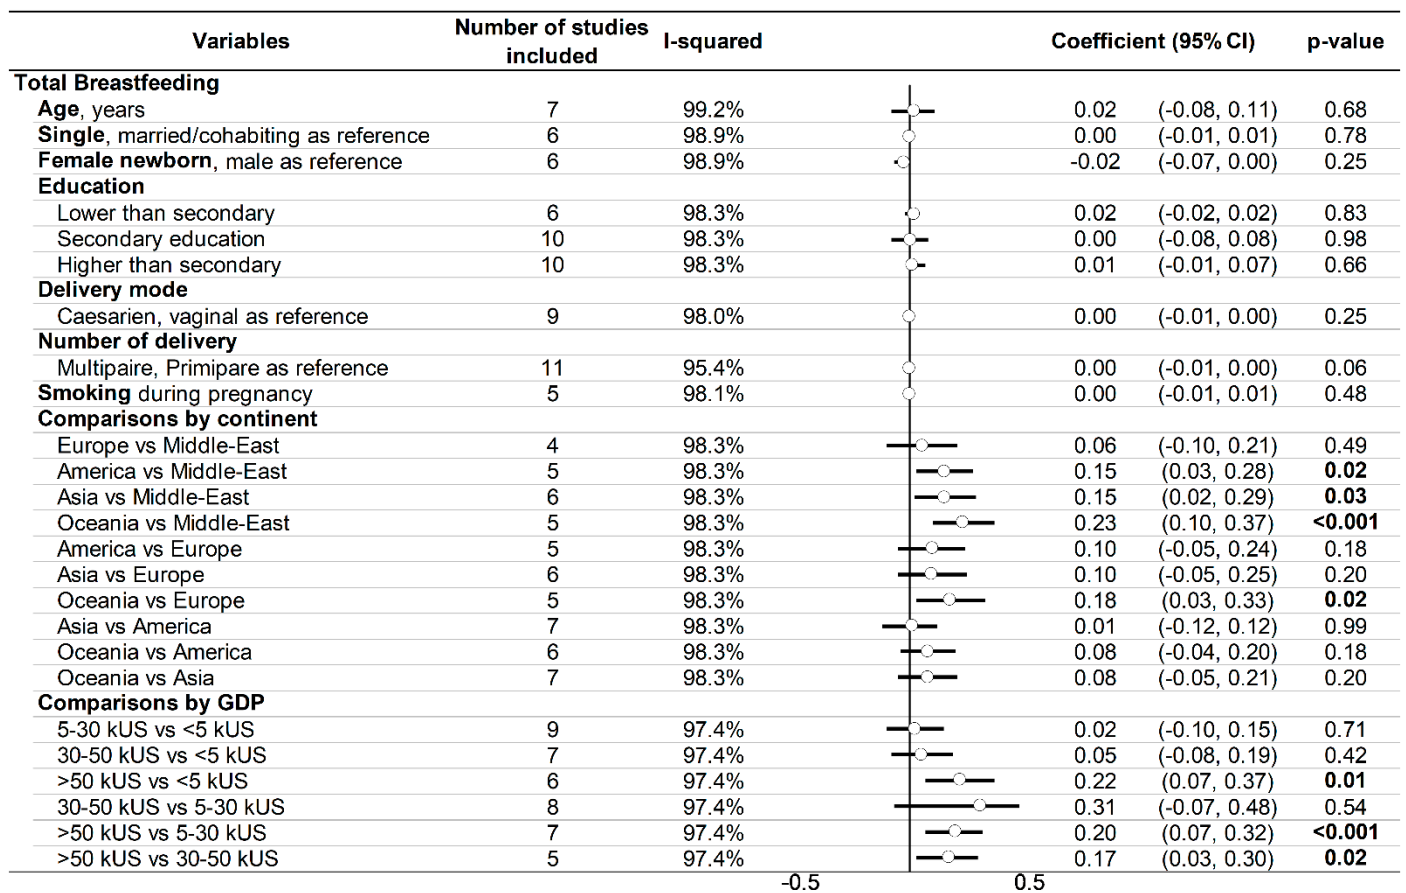 Variables Number of studies included I-squared Coefficient (95% CI) p-value
Total Breastfeeding
Age, years 7 99.2% 0.02 (-0.08, 0.11) 0.68
Single, married/cohabiting as reference 6 98.9% 0.00 (-0.01, 0.01) 0.78
Female newborn, male as reference 6 98.9% -0.02 (-0.07, 0.00) 0.25
Education
Lower than secondary 6 98.3% 0.02 (-0.02, 0.02) 0.83
Secondary education 10 98.3% 0.00 (-0.08, 0.08) 0.98
Higher than secondary 10 98.3% 0.01 (-0.01, 0.07) 0.66
Delivery mode
Caesarien, vaginal as reference 9 98.0% 0.00 (-0.01, 0.00) 0.25
Number of delivery
Multipaire, Primipare as reference 11 95.4% 0.00 (-0.01, 0.00) 0.06
Smoking during pregnancy 5 98.1% 0.00 (-0.01, 0.01) 0.48
Comparisons by continent
Europe vs Middle-East 4 98.3% 0.06 (-0.10, 0.21) 0.49
America vs Middle-East 5 98.3% 0.15 (0.03, 0.28) 0.02
Asia vs Middle-East 6 98.3% 0.15 (0.02, 0.29) 0.03
Oceania vs Middle-East 5 98.3% 0.23 (0.10, 0.37) <0.001
America vs Europe 5 98.3% 0.10 (-0.05, 0.24) 0.18
Asia vs Europe 6 98.3% 0.10 (-0.05, 0.25) 0.20
Oceania vs Europe 5 98.3% 0.18 (0.03, 0.33) 0.02
Asia vs America 7 98.3% 0.01 (-0.12, 0.12) 0.99
Oceania vs America 6 98.3% 0.08 (-0.04, 0.20) 0.18
Oceania vs Asia 7 98.3% 0.08 (-0.05, 0.21) 0.20
Comparisons by GDP
5-30 kUS vs <5 kUS 9 97.4% 0.02 (-0.10, 0.15) 0.71
30-50 kUS vs <5 kUS 7 97.4% 0.05 (-0.08, 0.19) 0.42
>50 kUS vs <5 kUS 6 97.4% 0.22 (0.07, 0.37) 0.01
30-50 kUS vs 5-30 kUS 8 97.4% 0.31 (-0.07, 0.48) 0.54
>50 kUS vs 5-30 kUS 7 97.4% 0.20 (0.07, 0.32) <0.001
>50 kUS vs 30-50 kUS 5 97.4% 0.17 (0.03, 0.30) 0.02
-0.5 0.5